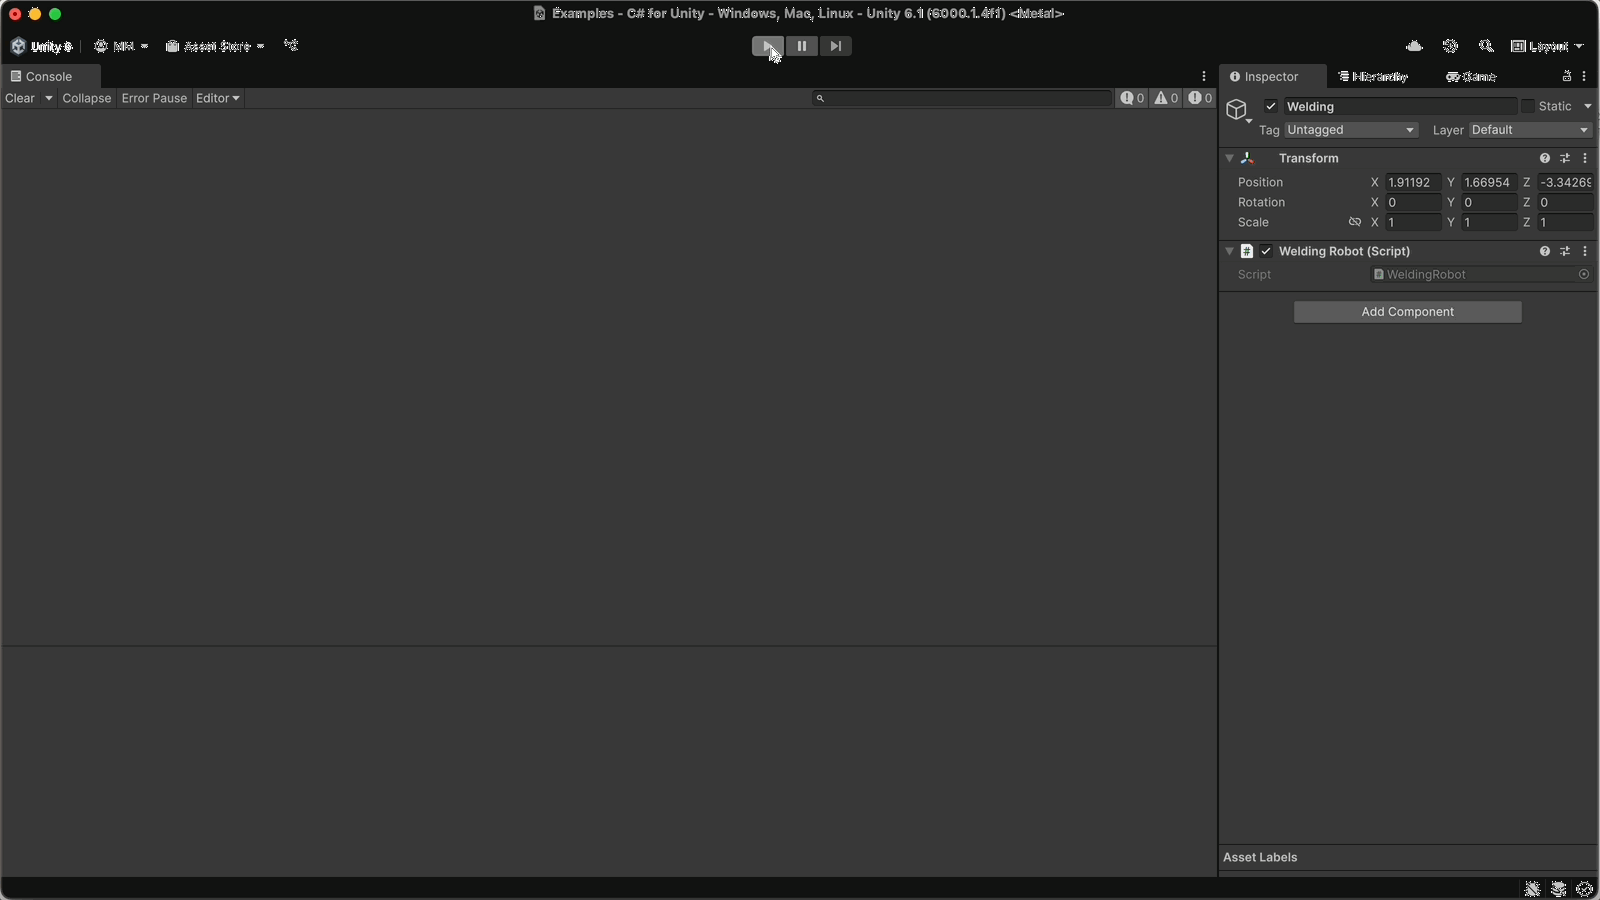 Examples - C# for Unity - Windows, Mac, Linux - Unity 6.1 (6000.1.4f1) <Metal>
Unity 6 MM Asset Store Layout
Console
Inspector Hierarchy Game
Clear Collapse Error Pause Editor 0 0 0
Welding Static
Tag Untagged Layer Default
Transform
Position X 1.91192 Y 1.66954 Z -3.34269
Rotation X 0 Y 0 Z 0
Scale X 1 Y 1 Z 1
# Welding Robot (Script)
Script WeldingRobot
Add Component
Asset Labels